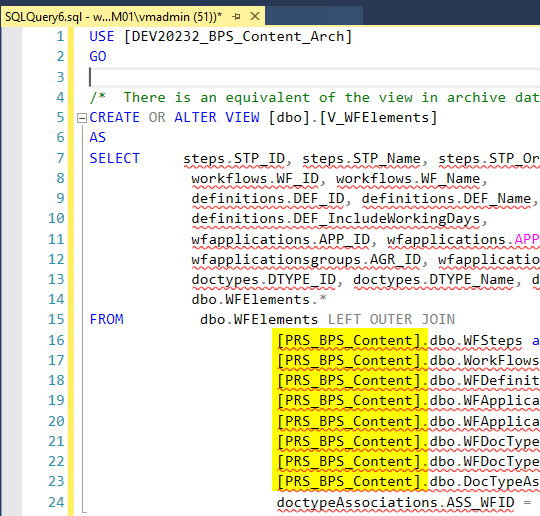 SQLQuery6.sql - w...M01\vmadmin (51))*
1 USE [DEV20232_BPS_Content_Arch]
2 GO
3
4 /* There is an equivalent of the view in archive dat
5 CREATE OR ALTER VIEW [dbo].[V_WFElements]
6 AS
7 SELECT steps.STP_ID, steps.STP_Name, steps.STP_Or
8 workflows.WF_ID, workflows.WF_Name,
9 definitions.DEF_ID, definitions.DEF_Name,
10 definitions.DEF_IncludeWorkingDays,
11 wfapplications.APP_ID, wfapplications.APP
12 wfapplicationsgroups.AGR_ID, wfapplicatio
13 doctypes.DTYPE_ID, doctypes.DTYPE_Name, d
14 dbo.WFElements.*
15 FROM dbo.WFElements LEFT OUTER JOIN
16 [PRS_BPS_Content].dbo.WFSteps a
17 [PRS_BPS_Content].dbo.WorkFlows
18 [PRS_BPS_Content].dbo.WFDefinit
19 [PRS_BPS_Content].dbo.WFApplica
20 [PRS_BPS_Content].dbo.WFApplica
21 [PRS_BPS_Content].dbo.WFDocType
22 [PRS_BPS_Content].dbo.WFDocType
23 [PRS_BPS_Content].dbo.DocTypeAs
24 doctypeAssociations.ASS_WFID =